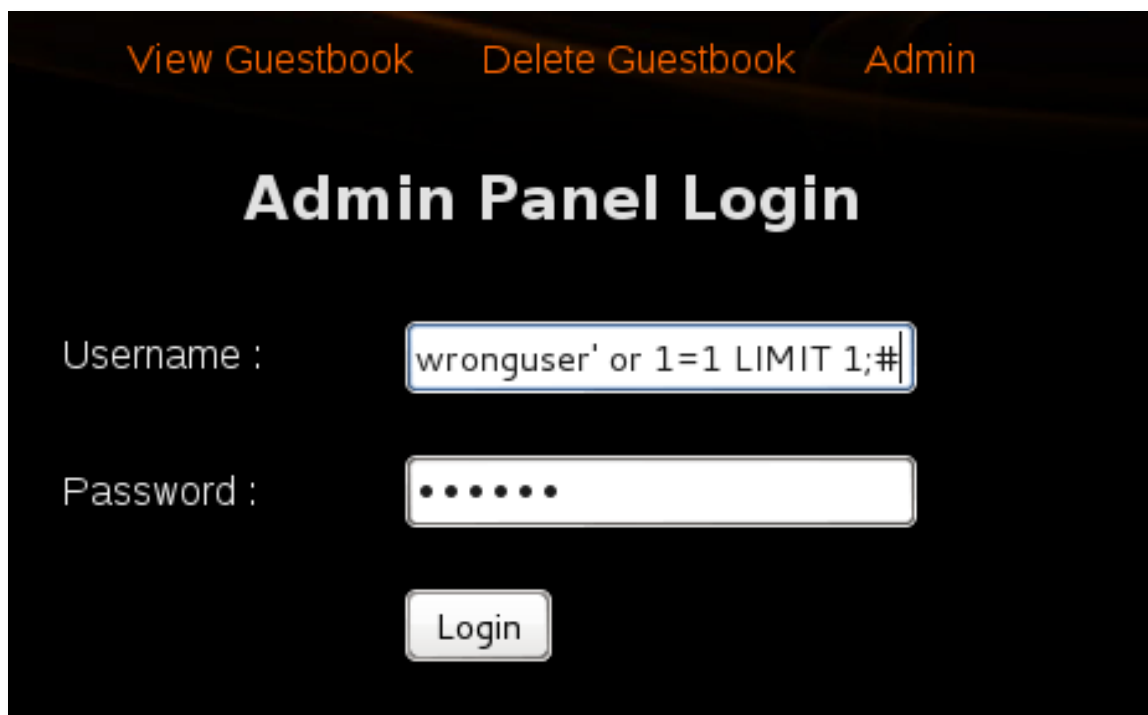 View Guestbook Delete Guestbook Admin
Admin Panel Login
Username : wronguser' or 1=1 LIMIT 1;#
Password : ••••••
Login